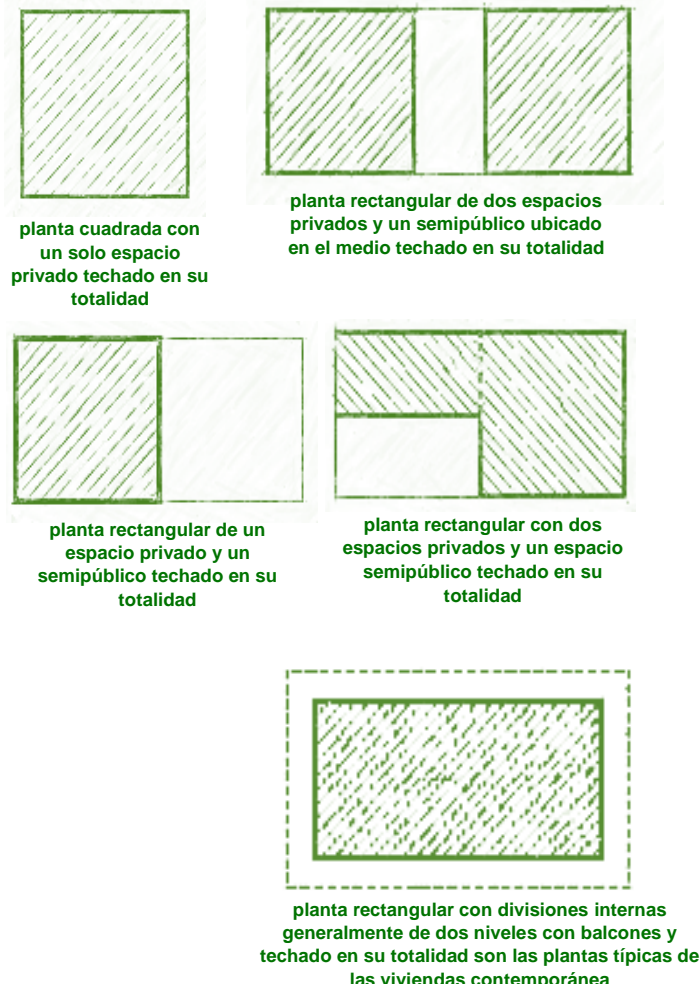 planta cuadrada con
un solo espacio
privado techado en su
totalidad
planta rectangular de dos espacios
privados y un semipúblico ubicado
en el medio techado en su totalidad
planta rectangular de un
espacio privado y un
semipúblico techado en su
totalidad
planta rectangular con dos
espacios privados y un espacio
semipúblico techado en su
totalidad
planta rectangular con divisiones internas
generalmente de dos niveles con balcones y
techado en su totalidad son las plantas típicas de
las viviendas contemporánea